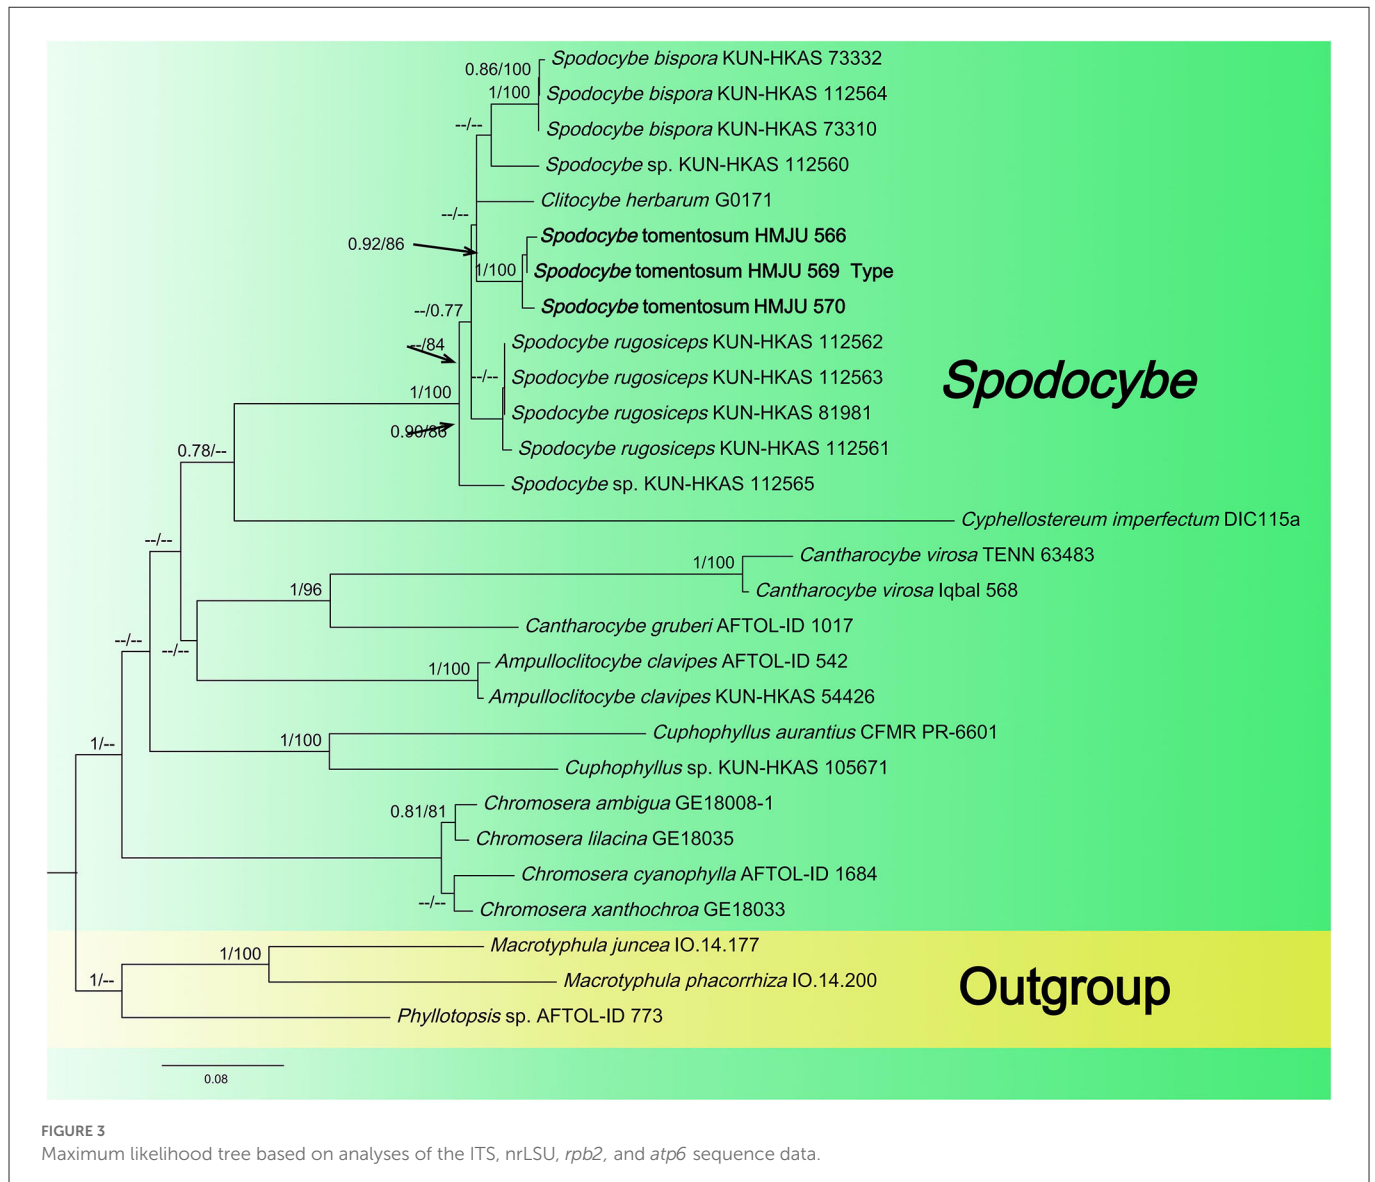 0.86/100
Spodocybe bispora KUN-HKAS 73332
1/100
Spodocybe bispora KUN-HKAS 112564
--/--
Spodocybe bispora KUN-HKAS 73310
Spodocybe sp. KUN-HKAS 112560
Clitocybe herbarum G0171
--/--
0.92/86
Spodocybe tomentosum HMJU 566
1/100
Spodocybe tomentosum HMJU 569 Type
Spodocybe tomentosum HMJU 570
--/0.77
--/84
Spodocybe rugosiceps KUN-HKAS 112562
--/--
Spodocybe rugosiceps KUN-HKAS 112563
Spodocybe
1/100
Spodocybe rugosiceps KUN-HKAS 81981
0.90/86
Spodocybe rugosiceps KUN-HKAS 112561
0.78/--
Spodocybe sp. KUN-HKAS 112565
Cyphellostereum imperfectum DIC115a
--/--
Cantharocybe virosa TENN 63483
1/100
Cantharocybe virosa Iqbal 568
1/96
Cantharocybe gruberi AFTOL-ID 1017
--/--
--/--
Ampulloclitocybe clavipes AFTOL-ID 542
1/100
Ampulloclitocybe clavipes KUN-HKAS 54426
Cuphophyllus aurantius CFMR PR-6601
1/--
1/100
Cuphophyllus sp. KUN-HKAS 105671
Chromosera ambigua GE18008-1
0.81/81
Chromosera lilacina GE18035
Chromosera cyanophylla AFTOL-ID 1684
--/--
Chromosera xanthochroa GE18033
Macrotyphula juncea IO.14.177
1/100
Macrotyphula phacorrhiza IO.14.200
1/--
Outgroup
Phyllotopsis sp. AFTOL-ID 773
0.08
FIGURE 3
Maximum likelihood tree based on analyses of the ITS, nrLSU, rpb2, and atp6 sequence data.